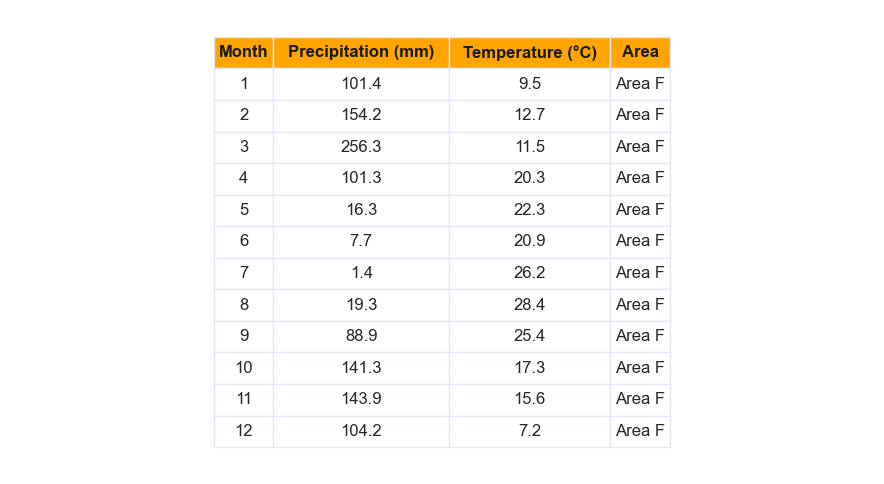 Month Precipitation (mm) Temperature (°C) Area
1 101.4 9.5 Area F
2 154.2 12.7 Area F
3 256.3 11.5 Area F
4 101.3 20.3 Area F
5 16.3 22.3 Area F
6 7.7 20.9 Area F
7 1.4 26.2 Area F
8 19.3 28.4 Area F
9 88.9 25.4 Area F
10 141.3 17.3 Area F
11 143.9 15.6 Area F
12 104.2 7.2 Area F